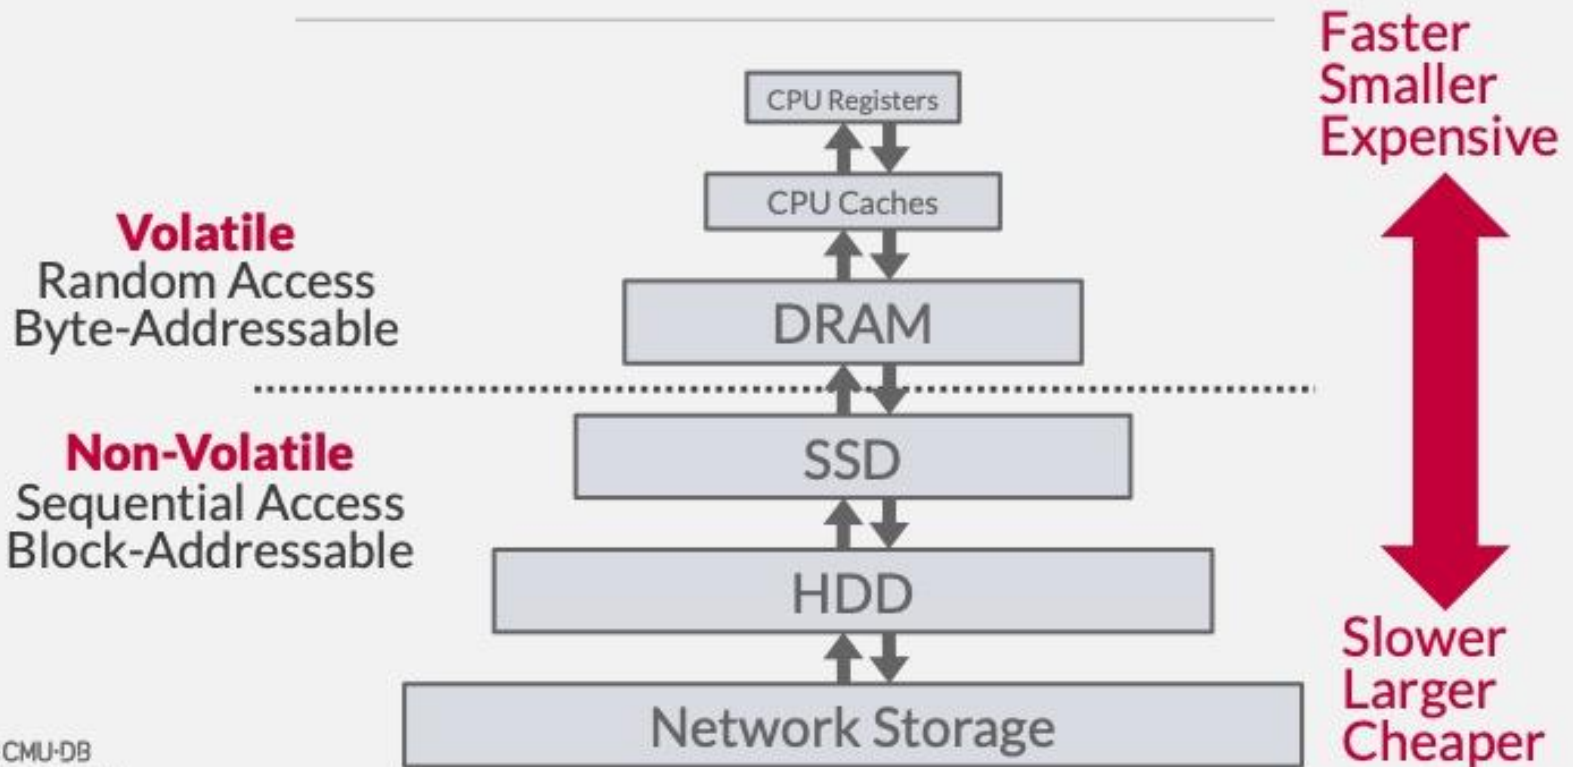 Faster
Smaller
Expensive
CPU Registers
CPU Caches
Volatile
Random Access
Byte-Addressable
DRAM
Non-Volatile
Sequential Access
Block-Addressable
SSD
HDD
Slower
Larger
Cheaper
Network Storage
CMU-DB